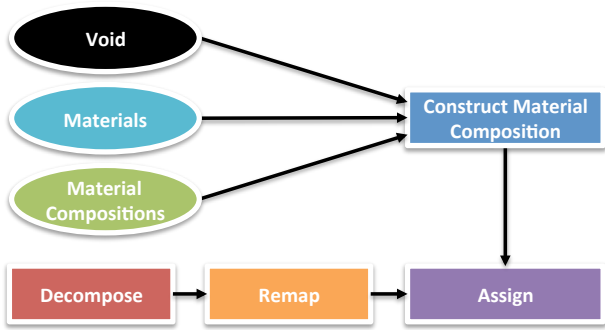 Void
Materials
Material
Compositions
Construct Material
Composition
Decompose
Remap
Assign